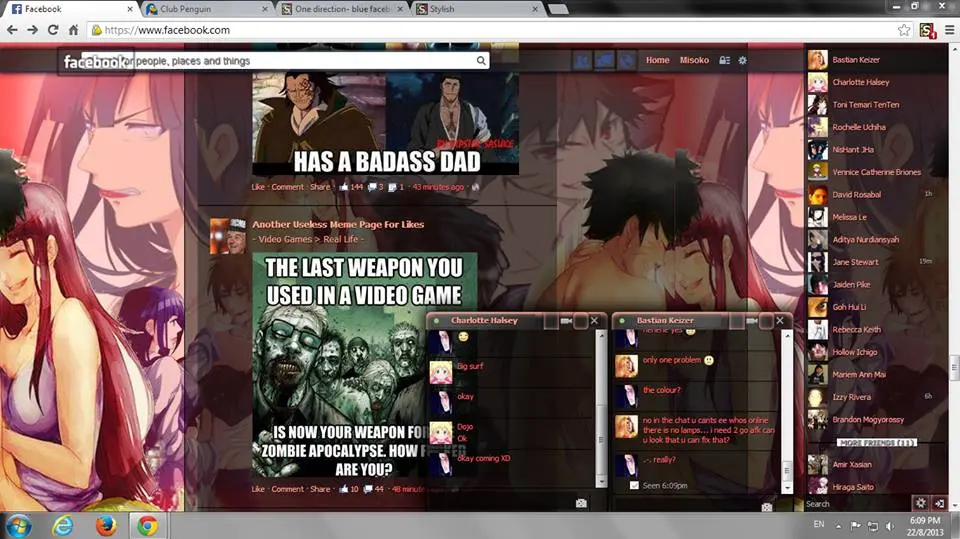 Facebook
Club Penguin
One direction- blue faceb
Stylish
https://www.facebook.com
facebook
or people, places and things
Home
Misoko
HAS A BADASS DAD
Like · Comment · Share · 144 3 1 · 43 minutes ago ·
Another Useless Meme Page For Likes
- Video Games > Real Life -
THE LAST WEAPON YOU
USED IN A VIDEO GAME
IS NOW YOUR WEAPON FO
ZOMBIE APOCALYPSE. HOW F ED
ARE YOU?
Like · Comment · Share · 10 44 · 48 minute
Charlotte Halsey
Big surf
okay
Dojo
Ok
okay coming XD
Bastian Keizer
hehehe yes
only one problem
the colour?
no in the chat u cants ee whos online
there is no lamps... i need 2 go afk can
u look that u can fix that?
.-. really?
Seen 6:09pm
Bastian Keizer
Charlotte Halsey
Toni Temari TenTen
Rochelle Uchiha
NisHant JHa
Vennice Catherine Briones
David Rosabal 1h
Melissa Le
Aditya Nurdiansyah
Jane Stewart 19m
Jaiden Pike
Goh Hui Li
Rebecca Keith
Hollow Ichigo
Mariem Ann Mai
Izzy Rivera 6h
Brandon Mogyorossy
MORE FRIENDS (11)
Amir Xasian
Hiraga Saito
Search
EN
6:09 PM
22/8/2013